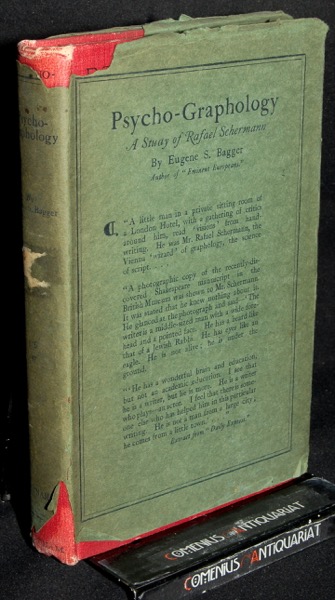 Psycho-Graphology
A Study of Rafael Schermann
By Eugene S. Bagger
Author of "Eminent Europeans."
"A little man in a private sitting room of
a London Hotel, with a gathering of critics
around him, read 'visions' from hand-
writing. He was Mr. Rafael Schermann, the
Vienna 'wizard' of graphology, the science
of script. . . . .
"A photographic copy of the recently-dis-
covered Shakespeare manuscript in the
British Museum was shown to Mr. Schermann.
It was stated that he knew nothing about it.
He glanced at the photograph and said: 'The
writer is a middle-sized man with a
head and a pointed face. He has a beard like
that of a Jewish Rabbi. He has eyes like an
eagle. He is not alive; he is under the
ground.
"'He has a wonderful brain and education,
but not an academic education. I see that
he is a writer, but he is more. He is a writer
who plays—an actor. I feel that there is some-
one else who has helped him in this particular
writing. He is not a man from a large city;
he comes from a little town.'
Extract from "Daily Express"
Psycho-
Graphology
Bagger
COMENIUS ANTIQUARIAT
COMENIUS ANTIQUARIAT